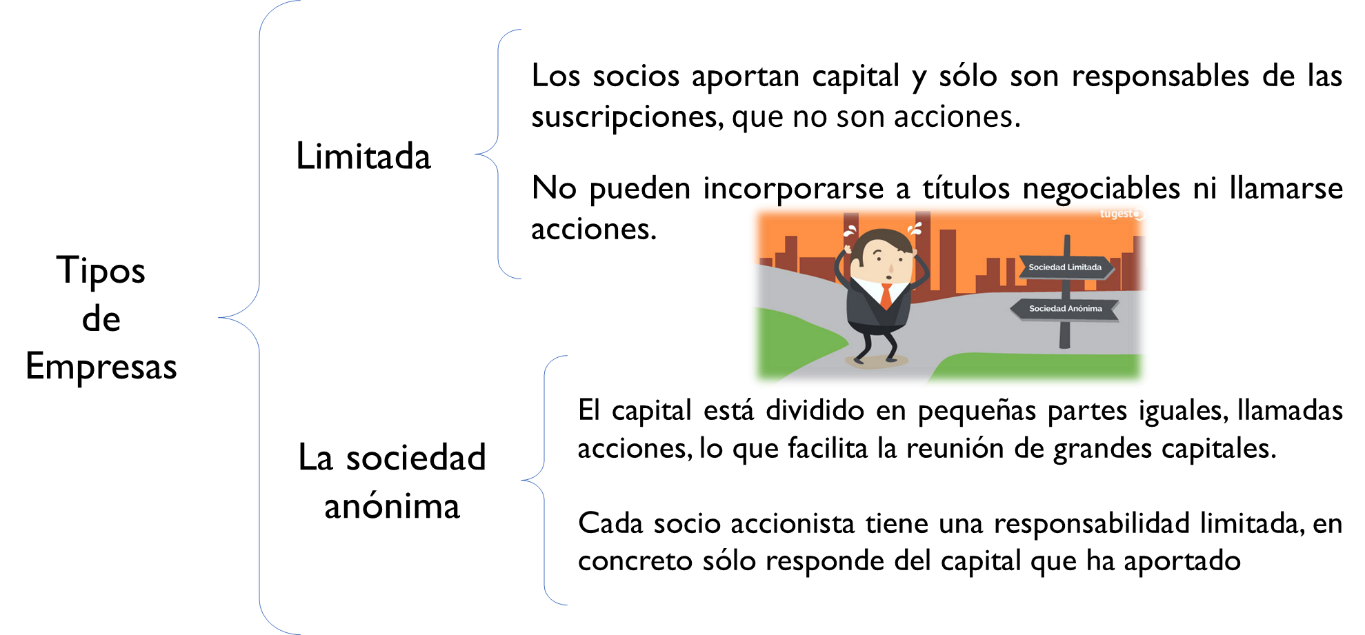 Tipos
de
Empresas
Limitada
Los socios aportan capital y sólo son responsables de las
suscripciones, que no son acciones.
No pueden incorporarse a títulos negociables ni llamarse
acciones.
tugest
Sociedad Limitada
Sociedad Anónima
La sociedad
anónima
El capital está dividido en pequeñas partes iguales, llamadas
acciones, lo que facilita la reunión de grandes capitales.
Cada socio accionista tiene una responsabilidad limitada, en
concreto sólo responde del capital que ha aportado